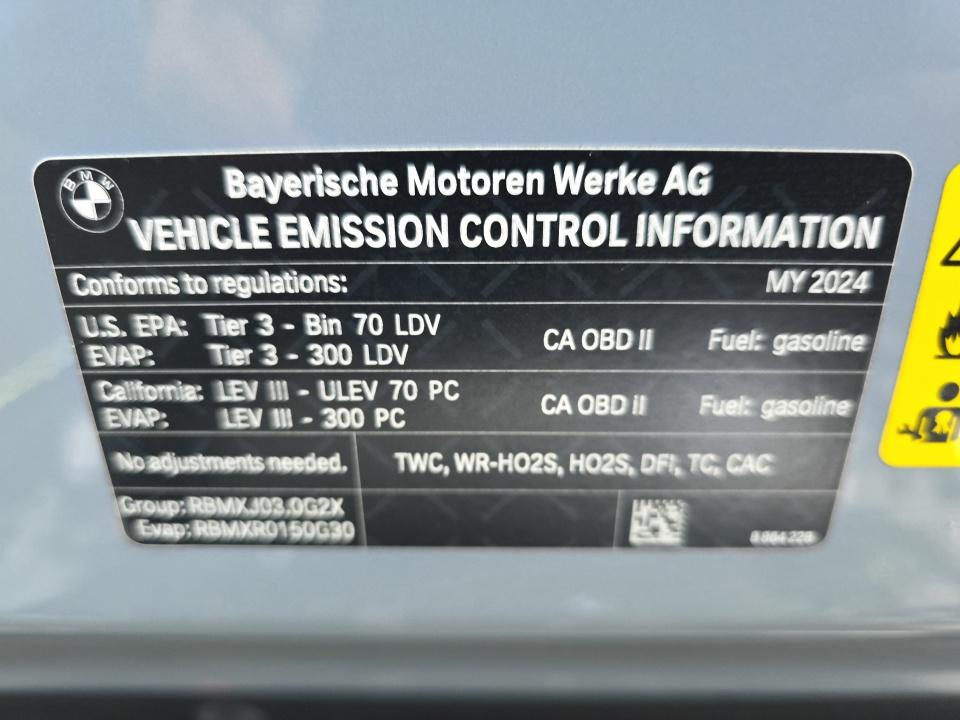 BMW
Bayerische Motoren Werke AG
VEHICLE EMISSION CONTROL INFORMATION
Conforms to regulations: MY 2024
U.S. EPA: Tier 3 - Bin 70 LDV
EVAP: Tier 3 - 300 LDV
CA OBD II Fuel: gasoline
California: LEV III - ULEV 70 PC
EVAP: LEV III - 300 PC
CA OBD II Fuel: gasoline
No adjustments needed. TWC, WR-HO2S, HO2S, DFI, TC, CAC
Group: RBMXJ03.0G2X
Evap: RBMXR0150G30